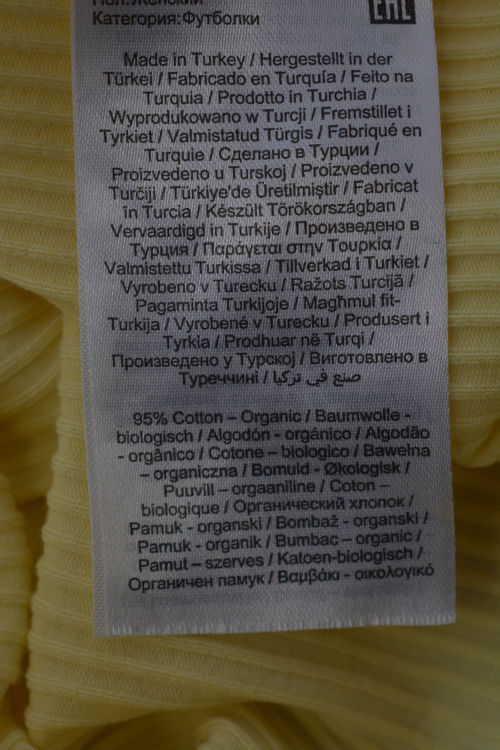 Пол:Женский
Категория:Футболки
EAC
Made in Turkey / Hergestellt in der
Türkei / Fabricado en Turquía / Feito na
Turquia / Prodotto in Turchia /
Wyprodukowano w Turcji / Fremstillet i
Tyrkiet / Valmistatud Türgis / Fabriqué en
Turquie / Сделано в Турции /
Proizvedeno u Turskoj / Proizvedeno v
Turčiji / Türkiye'de Üretilmiştir / Fabricat
în Turcia / Készült Törökországban /
Vervaardigd in Turkije / Произведено в
Турция / Παράγεται στην Τουρκία /
Valmistettu Turkissa / Tillverkad i Turkiet /
Vyrobeno v Turecku / Ražots Turcijā /
Pagaminta Turkijoje / Magħmul fit-
Turkija / Vyrobené v Turecku / Produsert i
Tyrkia / Prodhuar në Turqi /
Произведено у Турској / Виготовлено в
Туреччині / صنع في تركيا
95% Cotton – Organic / Baumwolle -
biologisch / Algodón - orgánico / Algodão
- orgânico / Cotone – biologico / Bawełna
– organiczna / Bomuld - Økologisk /
Puuvill – orgaaniline / Coton –
biologique / Органический хлопок /
Pamuk - organski / Bombaž - organski /
Pamuk - organik / Bumbac – organic /
Pamut – szerves / Katoen-biologisch /
Органичен памук / Βαμβάκι - οικολογικό